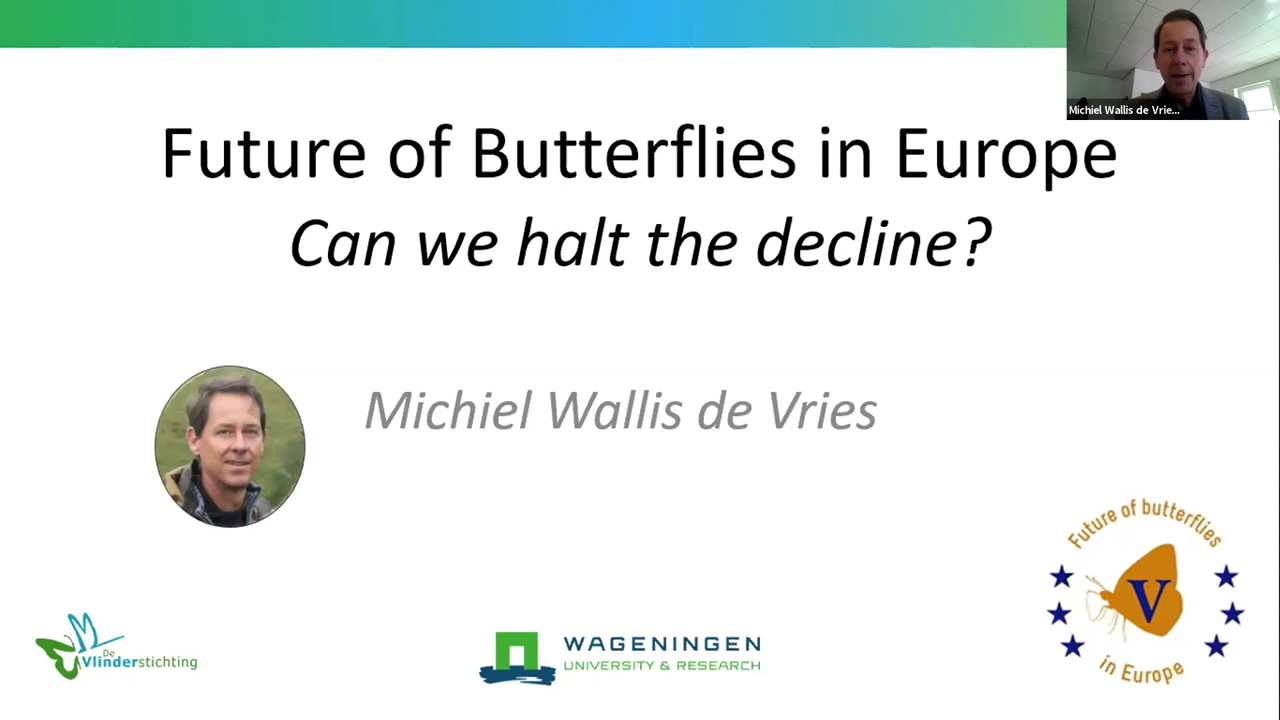 Michiel Wallis de Vrie...
Future of Butterflies in Europe
Can we halt the decline?
Michiel Wallis de Vries
De
Vlinderstichting
WAGENINGEN
UNIVERSITY & RESEARCH
Future of butterflies
V
in Europe